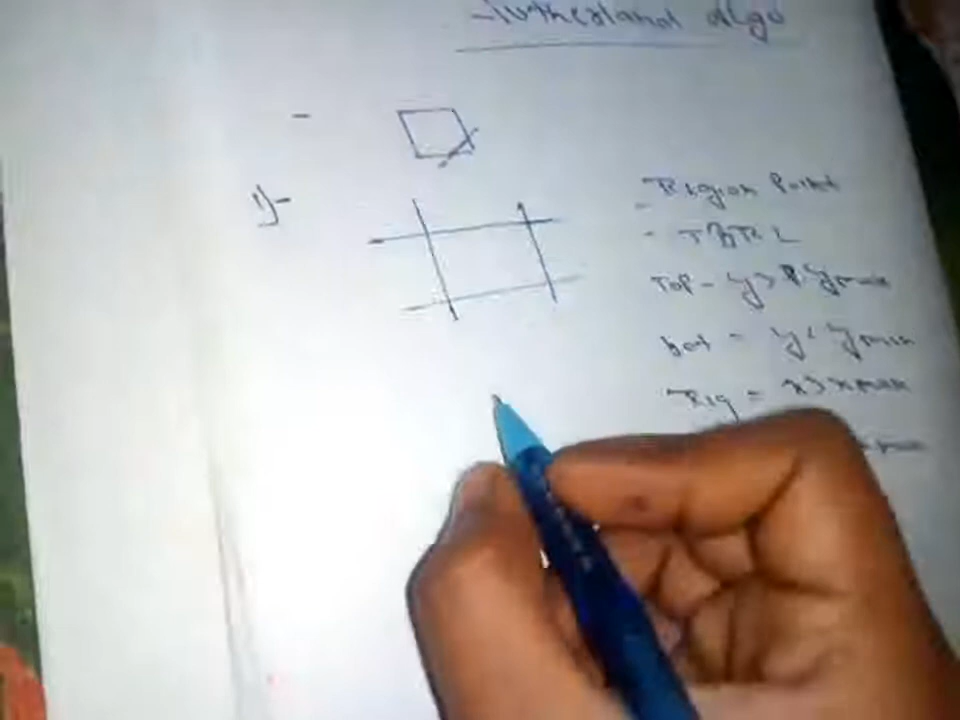 -Sutherland algo
-
1)-
- Region Point
- TBRL
Top - y > ymax
bot - y < ymin
Rig = x > xmax